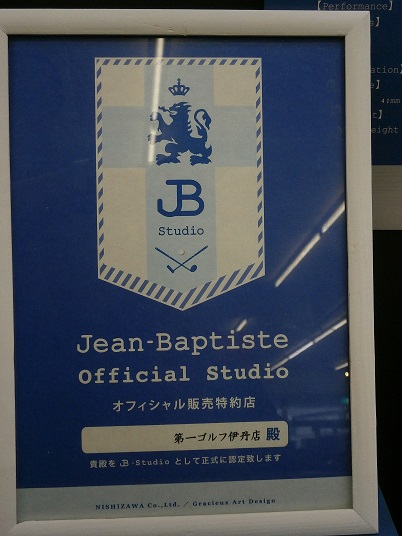 【Performance】
JB
Studio
Jean-Baptiste
Official Studio
オフィシャル販売特約店
第一ゴルフ伊丹店 殿
貴殿を JB-Studio として正式に認定致します
NISHIZAWA Co.,Ltd. / Gracieux Art Design